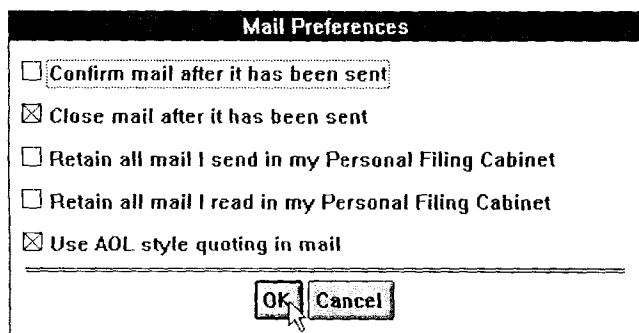 Mail Preferences
Confirm mail after it has been sent
Close mail after it has been sent
Retain all mail I send in my Personal Filing Cabinet
Retain all mail I read in my Personal Filing Cabinet
Use AOL style quoting in mail
OK Cancel